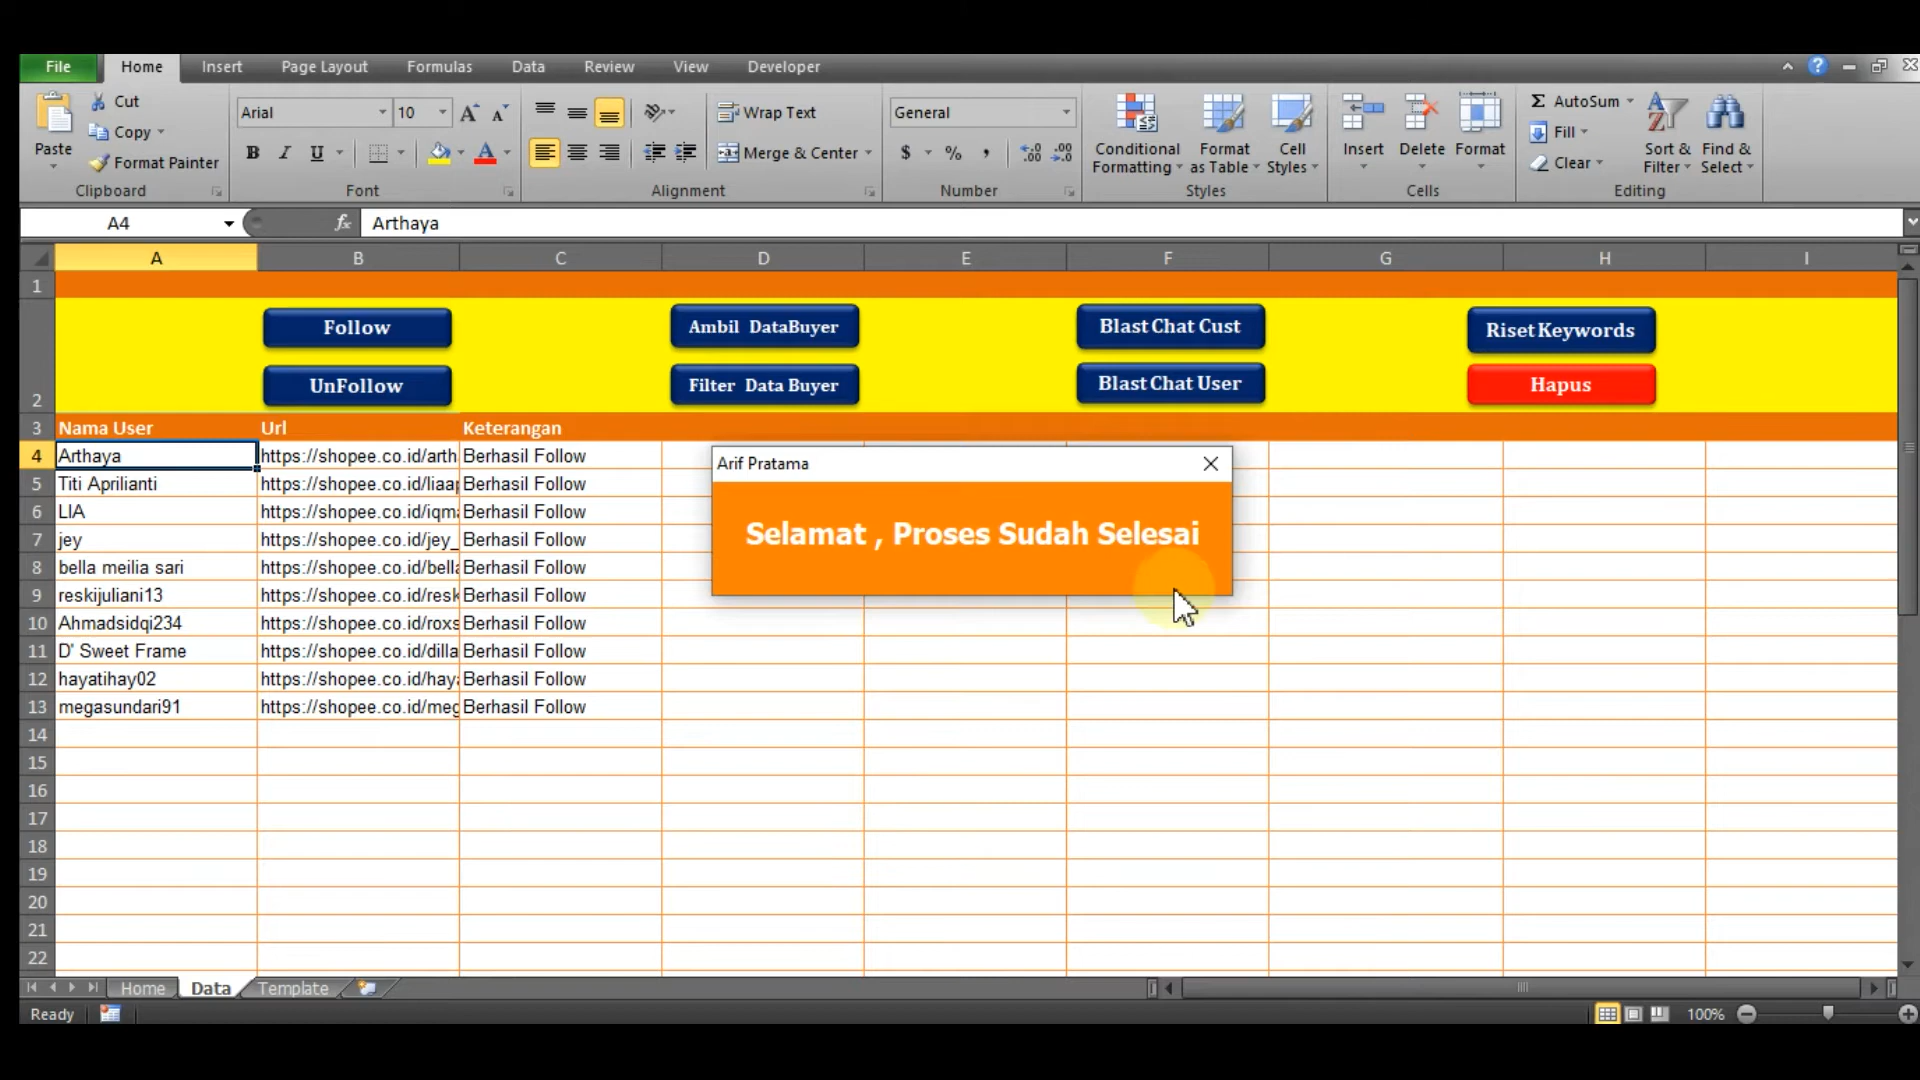 File Home Insert Page Layout Formulas Data Review View Developer
Cut
Copy
Format Painter
Paste
Clipboard
Arial 10
B I U
Font
Wrap Text
Merge & Center
Alignment
General
$ % ,
Number
Conditional Formatting
Format as Table
Cell Styles
Styles
Insert Delete Format
Cells
Σ AutoSum
Fill
Clear
Sort & Filter
Find & Select
Editing
A4 fx Arthaya
A B C D E F G H I
1
Follow Ambil DataBuyer Blast Chat Cust Riset Keywords
UnFollow Filter Data Buyer Blast Chat User Hapus
2
3 Nama User Url Keterangan
4 Arthaya https://shopee.co.id/arth Berhasil Follow
5 Titi Aprilianti https://shopee.co.id/liaa Berhasil Follow
6 LIA https://shopee.co.id/iqm Berhasil Follow
7 jey https://shopee.co.id/jey_ Berhasil Follow
8 bella meilia sari https://shopee.co.id/bell Berhasil Follow
9 reskijuliani13 https://shopee.co.id/resk Berhasil Follow
10 Ahmadsidqi234 https://shopee.co.id/roxs Berhasil Follow
11 D' Sweet Frame https://shopee.co.id/dilla Berhasil Follow
12 hayatihay02 https://shopee.co.id/hay Berhasil Follow
13 megasundari91 https://shopee.co.id/meg Berhasil Follow
14
15
16
17
18
19
20
21
22
Arif Pratama
Selamat , Proses Sudah Selesai
Home Data Template
Ready 100%